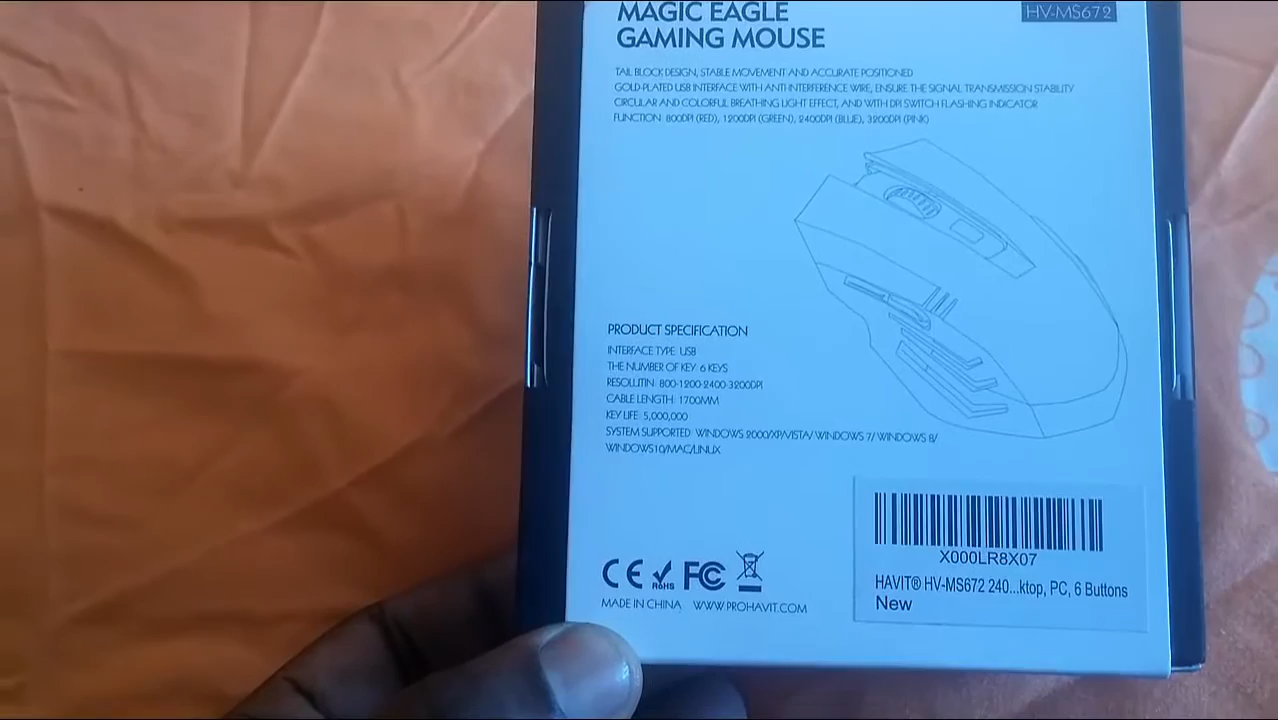 MAGIC EAGLE
HV-MS672
GAMING MOUSE
TAIL BLOCK DESIGN, STABLE MOVEMENT AND ACCURATE POSITIONED
GOLD-PLATED USB INTERFACE WITH ANTI-INTERFERENCE WIRE, ENSURE THE SIGNAL TRANSMISSION STABILITY
CIRCULAR AND COLORFUL BREATHING LIGHT EFFECT, AND WITH DPI SWITCH FLASHING INDICATOR
FUNCTION: 800DPI (RED), 1200DPI (GREEN), 2400DPI (BLUE), 3200DPI (PINK)
PRODUCT SPECIFICATION
INTERFACE TYPE: USB
THE NUMBER OF KEY: 6 KEYS
RESOLUTIN: 800-1200-2400-3200DPI
CABLE LENGTH: 1700MM
KEY LIFE: 5,000,000
SYSTEM SUPPORTED: WINDOWS 2000/XP/VISTA/ WINDOWS 7/ WINDOWS 8/
WINDOWS10/MAC/LINUX
CE RoHS FC
MADE IN CHINA WWW.PROHAVIT.COM
X000LR8X07
HAVIT® HV-MS672 240...ktop, PC, 6 Buttons
New